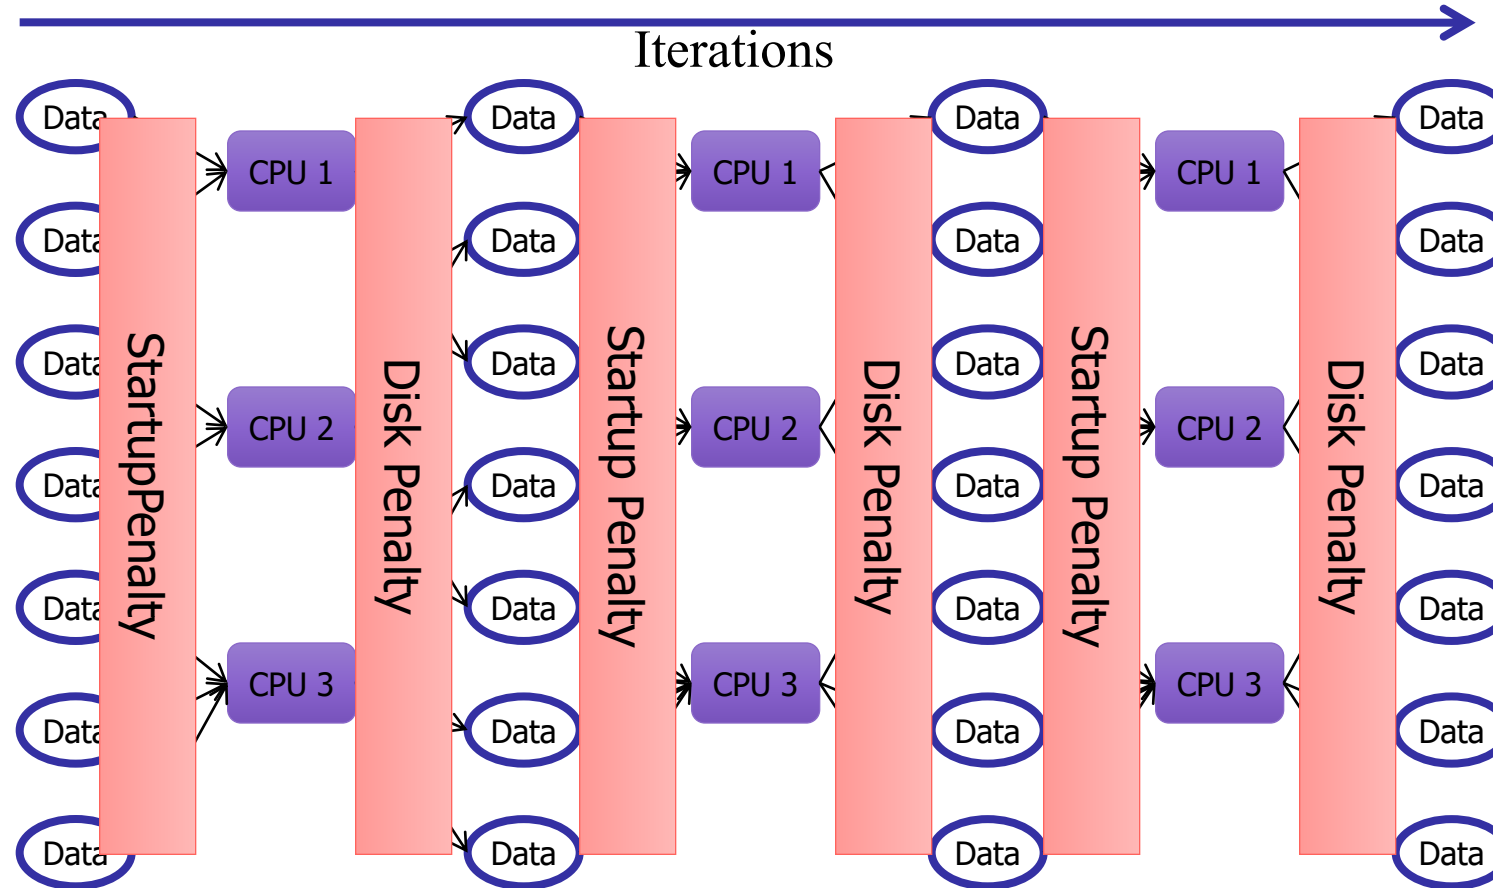 Iterations
Data
Data
Data
Data
Data
Data
Data
StartupPenalty
CPU 1
CPU 2
CPU 3
Disk Penalty
Data
Data
Data
Data
Data
Data
Data
Startup Penalty
CPU 1
CPU 2
CPU 3
Disk Penalty
Data
Data
Data
Data
Data
Data
Data
Startup Penalty
CPU 1
CPU 2
CPU 3
Disk Penalty
Data
Data
Data
Data
Data
Data
Data